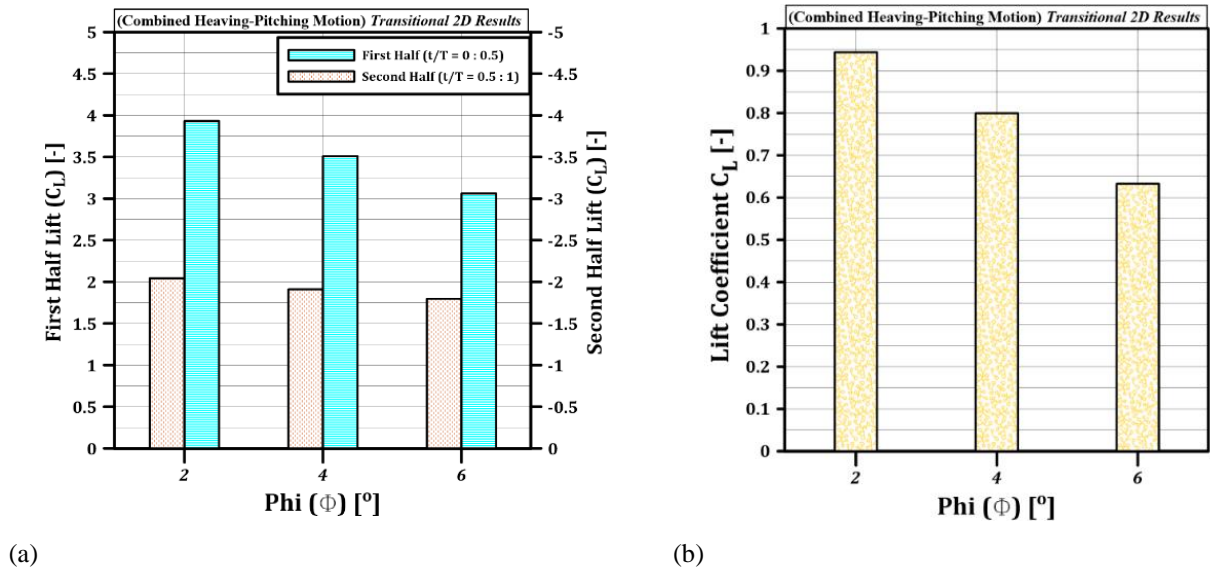 (Combined Heaving-Pitching Motion) Transitional 2D Results
First Half (t/T = 0 : 0.5)
Second Half (t/T = 0.5 : 1)
First Half Lift (C_L) [-]
5
4.5
4
3.5
3
2.5
2
1.5
1
0.5
0
-5
-4.5
-4
-3.5
-3
-2.5
-2
-1.5
-1
-0.5
0
Second Half Lift (C_L) [-]
2 4 6
Phi (Φ) [º]
(a)
(Combined Heaving-Pitching Motion) Transitional 2D Results
Lift Coefficient C_L [-]
1
0.9
0.8
0.7
0.6
0.5
0.4
0.3
0.2
0.1
0
2 4 6
Phi (Φ) [º]
(b)